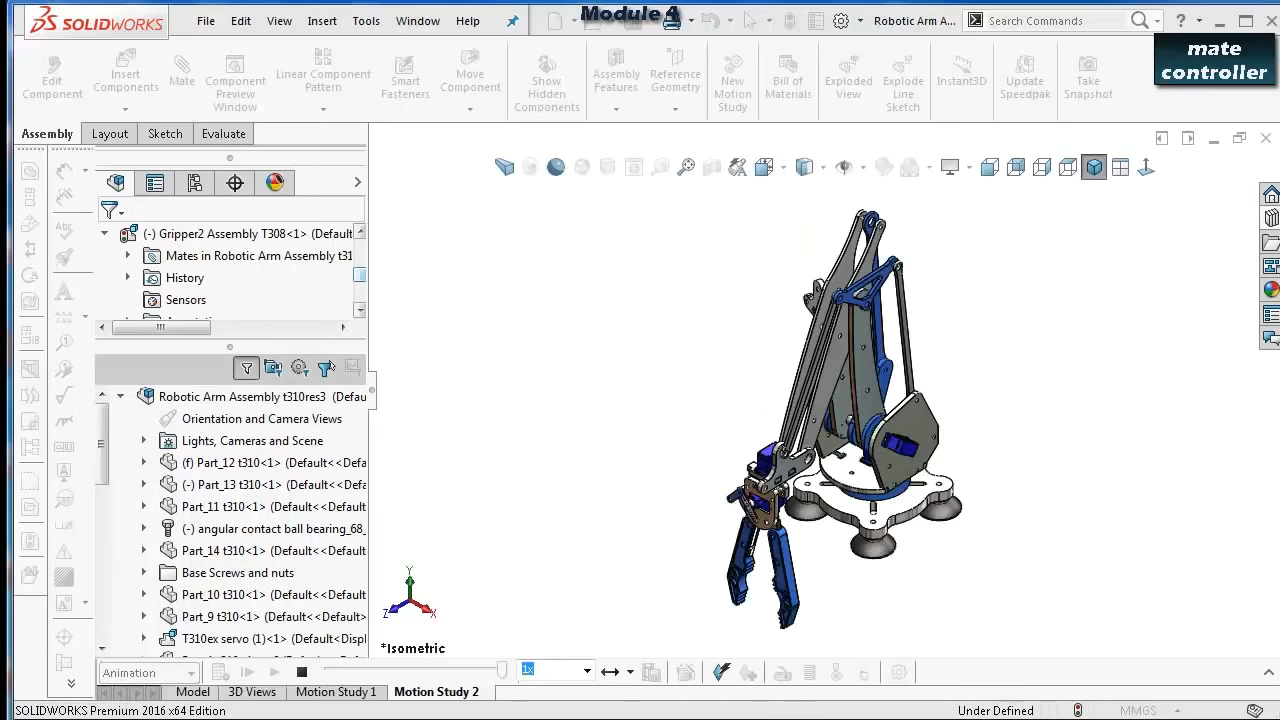 SOLIDWORKS
File Edit View Insert Tools Window Help
Module 4
Robotic Arm A...
Search Commands
mate
controller
Edit
Component
Insert
Components
Mate
Component
Preview
Window
Linear Component
Pattern
Smart
Fasteners
Move
Component
Show
Hidden
Components
Assembly
Features
Reference
Geometry
New
Motion
Study
Bill of
Materials
Exploded
View
Explode
Line
Sketch
Instant3D
Update
Speedpak
Take
Snapshot
Assembly Layout Sketch Evaluate
(-) Gripper2 Assembly T308<1> (Default
Mates in Robotic Arm Assembly t31
History
Sensors
Robotic Arm Assembly t310res3 (Defau
Orientation and Camera Views
Lights, Cameras and Scene
(f) Part_12 t310<1> (Default<<Defa
(-) Part_13 t310<1> (Default<<Defa
Part_11 t310<1> (Default<<Default
(-) angular contact ball bearing_68_
Part_14 t310<1> (Default<<Default
Base Screws and nuts
Part_10 t310<1> (Default<<Default
Part_9 t310<1> (Default<<Default
T310ex servo (1)<1> (Default<Displ
Y
Z
X
*Isometric
Animation
1x
Model 3D Views Motion Study 1 Motion Study 2
SOLIDWORKS Premium 2016 x64 Edition
Under Defined
MMGS